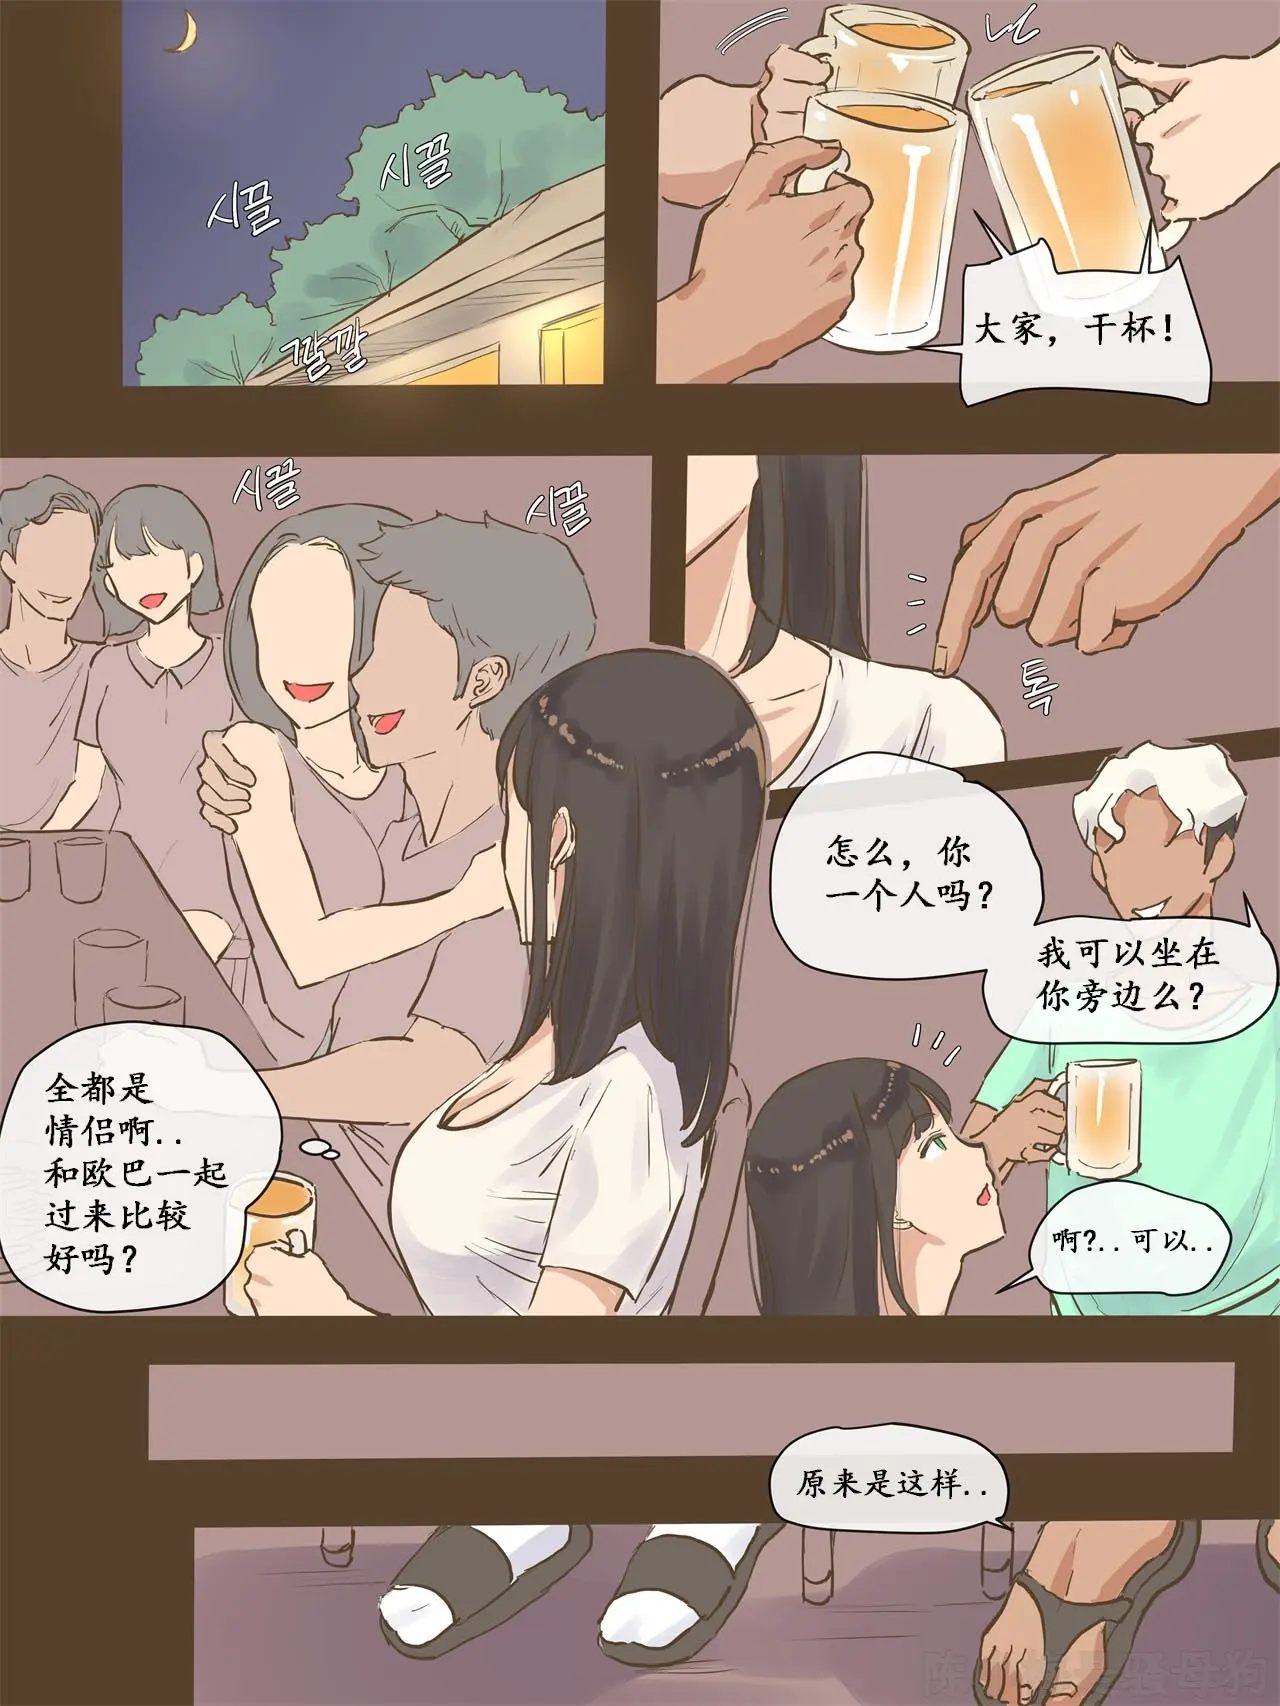 시끌
시끌
깔깔
大家，干杯！
시끌
시끌
톡
怎么，你
一个人吗？
我可以坐在
你旁边么？
全都是
情侣啊..
和欧巴一起
过来比较
好吗？
啊?..可以..
原来是这样..